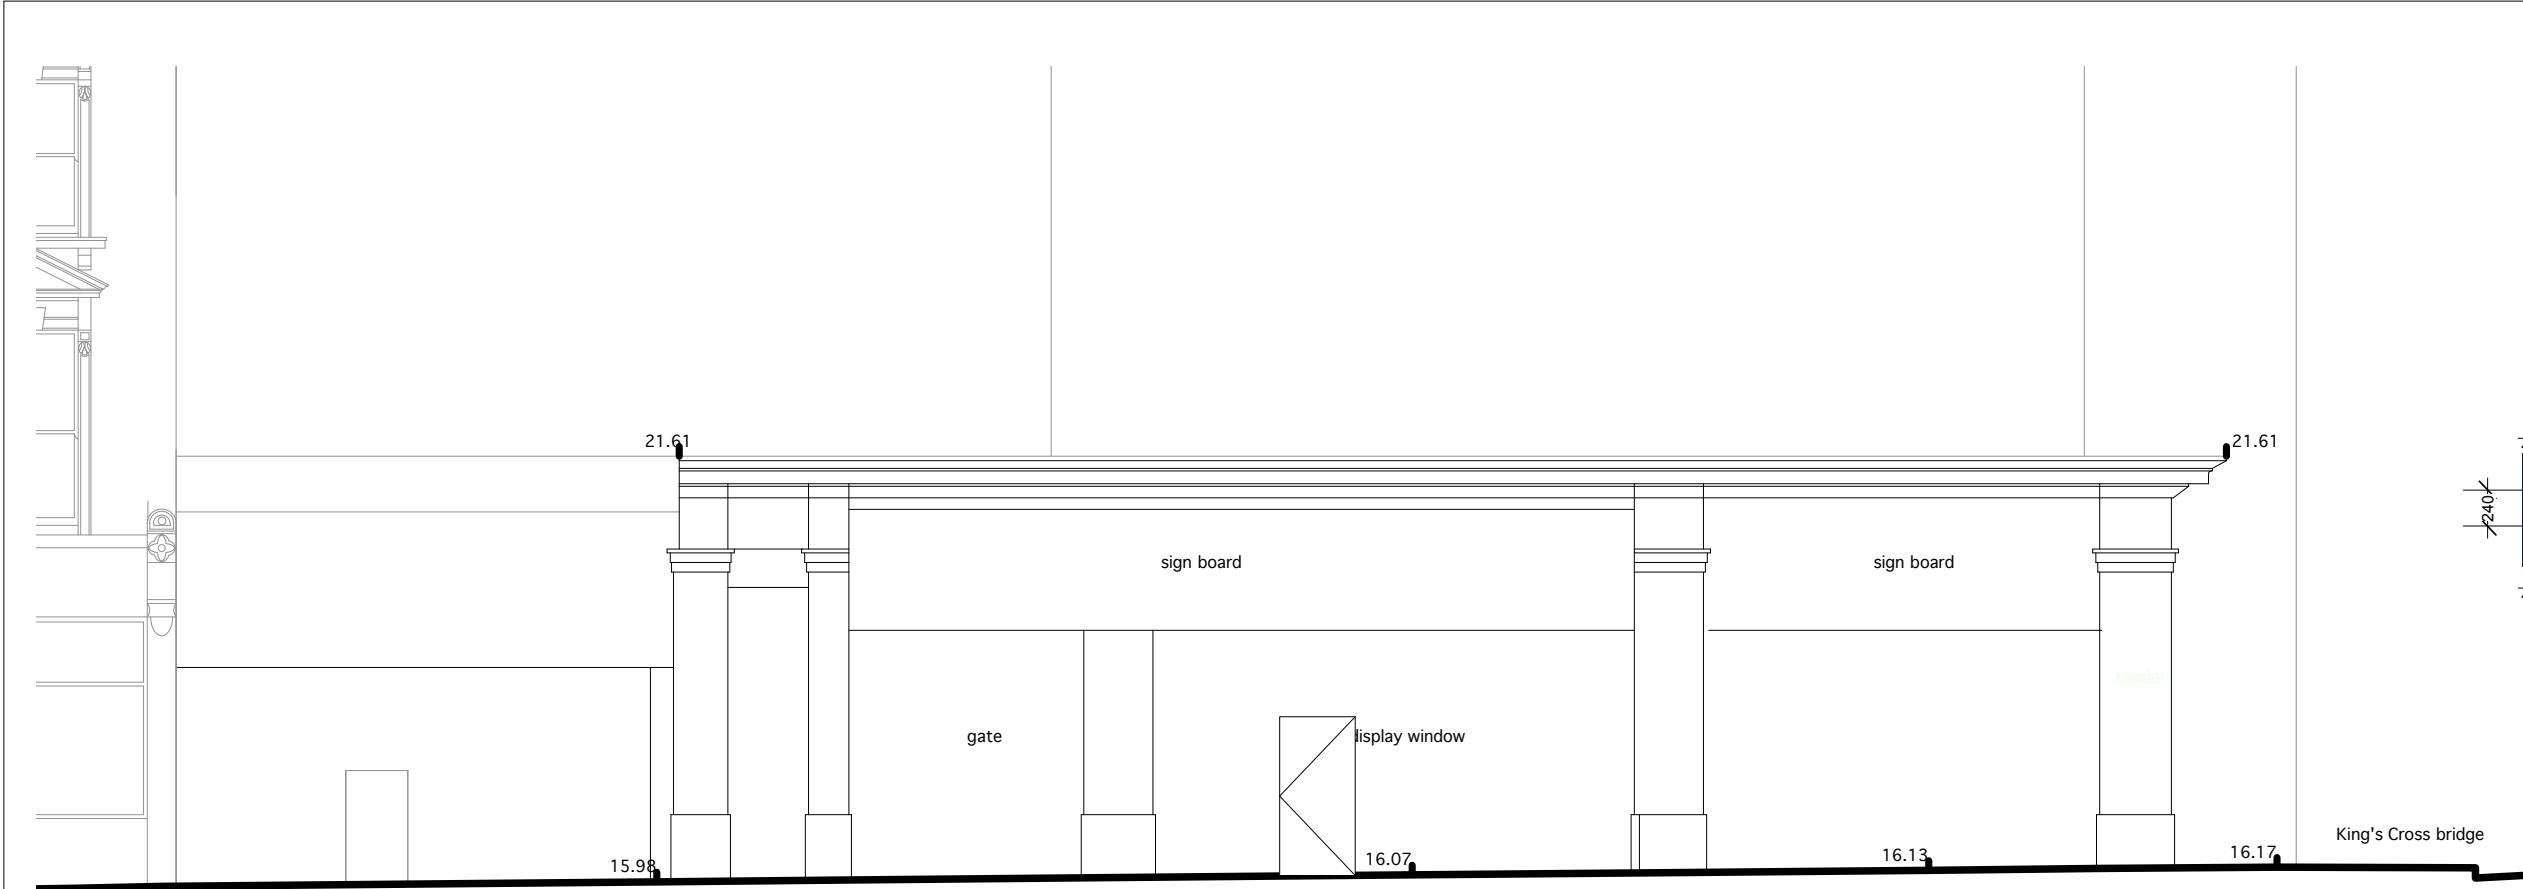 21.61
21.61
240
sign board
sign board
render
gate
display window
King's Cross bridge
15.98
16.07
16.13
16.17